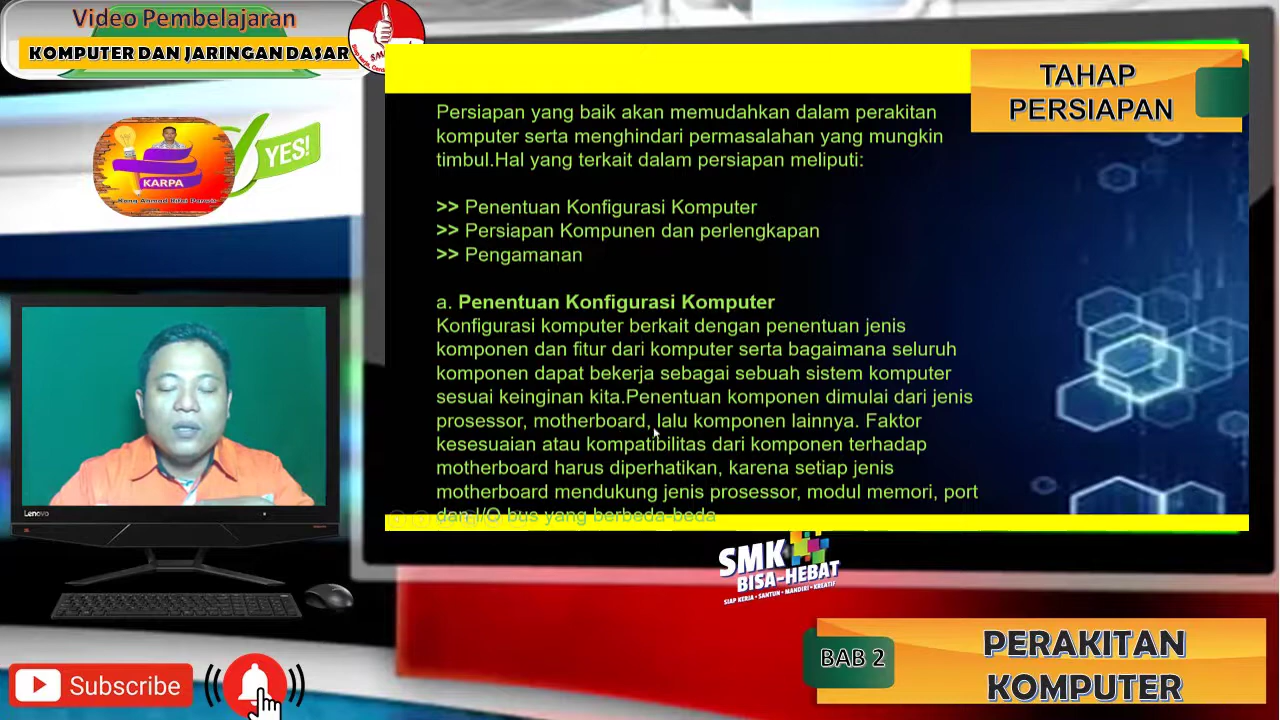 Video Pembelajaran
KOMPUTER DAN JARINGAN DASAR
TAHAP
PERSIAPAN
YES!
KARPA
Persiapan yang baik akan memudahkan dalam perakitan
komputer serta menghindari permasalahan yang mungkin
timbul.Hal yang terkait dalam persiapan meliputi:
>> Penentuan Konfigurasi Komputer
>> Persiapan Kompunen dan perlengkapan
>> Pengamanan
a. Penentuan Konfigurasi Komputer
Konfigurasi komputer berkait dengan penentuan jenis
komponen dan fitur dari komputer serta bagaimana seluruh
komponen dapat bekerja sebagai sebuah sistem komputer
sesuai keinginan kita.Penentuan komponen dimulai dari jenis
prosessor, motherboard, lalu komponen lainnya. Faktor
kesesuaian atau kompatibilitas dari komponen terhadap
motherboard harus diperhatikan, karena setiap jenis
motherboard mendukung jenis prosessor, modul memori, port
dan I/O bus yang berbeda-beda
Lenovo
SMK
BISA-HEBAT
SIAP KERJA • SANTUN • MANDIRI • KREATIF
BAB 2
PERAKITAN
KOMPUTER
Subscribe